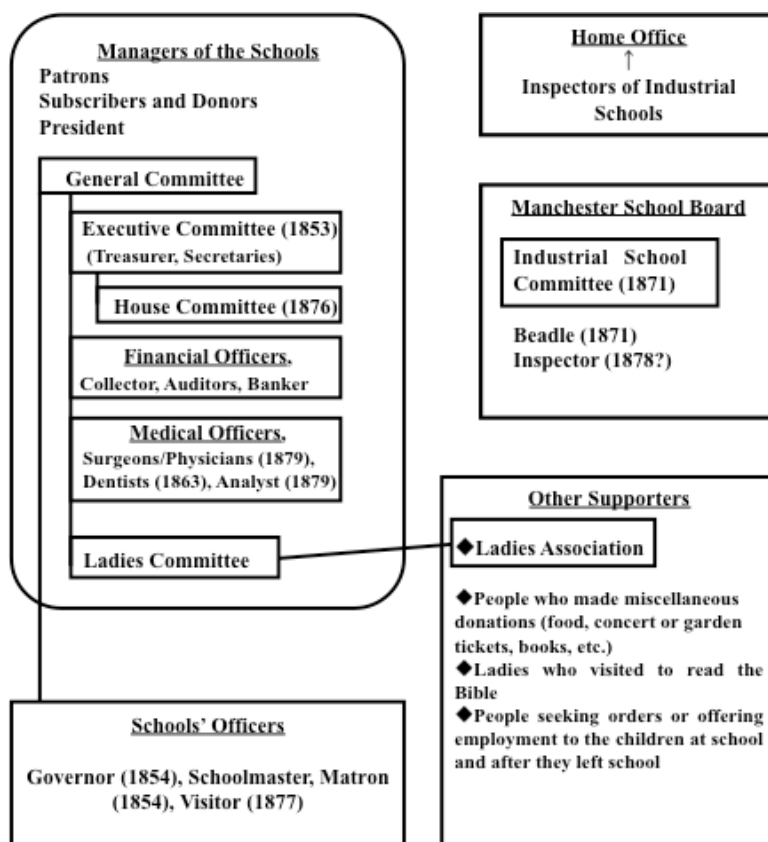 Managers of the Schools
Patrons
Subscribers and Donors
President
General Committee
Executive Committee (1853)
(Treasurer, Secretaries)
House Committee (1876)
Financial Officers,
Collector, Auditors, Banker
Medical Officers,
Surgeons/Physicians (1879),
Dentists (1863), Analyst (1879)
Ladies Committee
Schools' Officers
Governor (1854), Schoolmaster, Matron
(1854), Visitor (1877)
Home Office
↑
Inspectors of Industrial
Schools
Manchester School Board
Industrial School
Committee (1871)
Beadle (1871)
Inspector (1878?)
Other Supporters
◆Ladies Association
◆People who made miscellaneous
donations (food, concert or garden
tickets, books, etc.)
◆Ladies who visited to read the
Bible
◆People seeking orders or offering
employment to the children at school
and after they left school